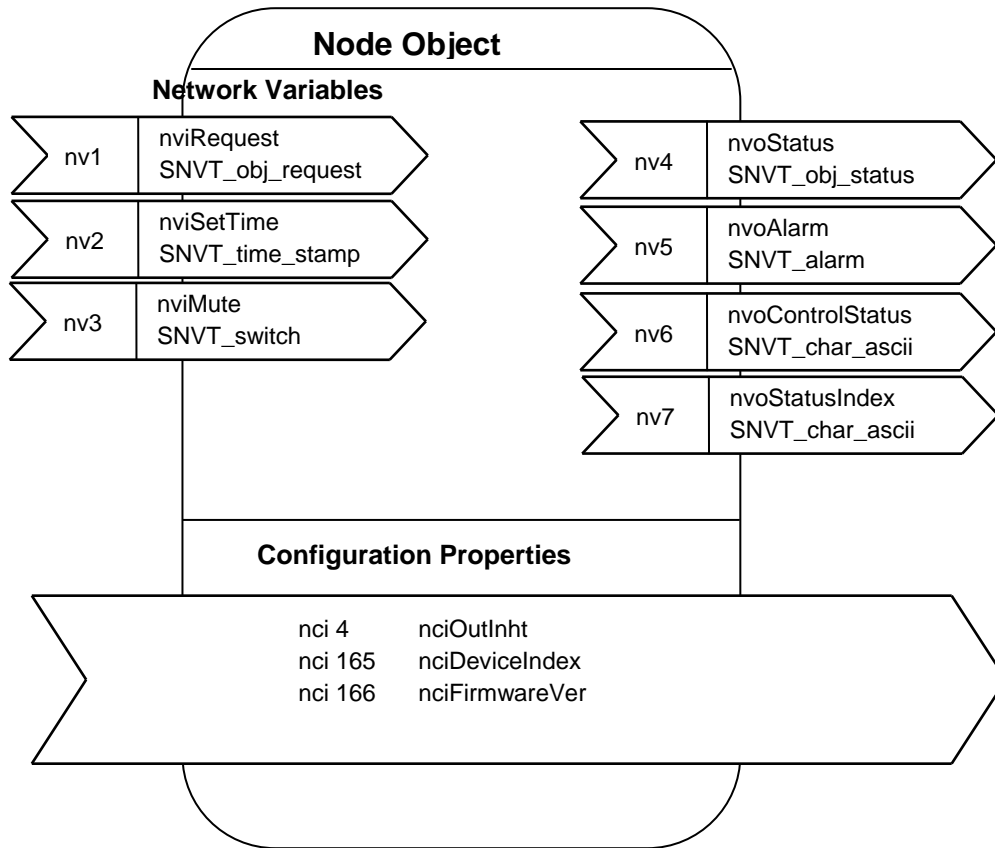 Node Object
Network Variables
nv1
nviRequest
SNVT_obj_request
nv2
nviSetTime
SNVT_time_stamp
nv3
nviMute
SNVT_switch
nv4
nvoStatus
SNVT_obj_status
nv5
nvoAlarm
SNVT_alarm
nv6
nvoControlStatus
SNVT_char_ascii
nv7
nvoStatusIndex
SNVT_char_ascii
Configuration Properties
nci 4 nciOutInht
nci 165 nciDeviceIndex
nci 166 nciFirmwareVer